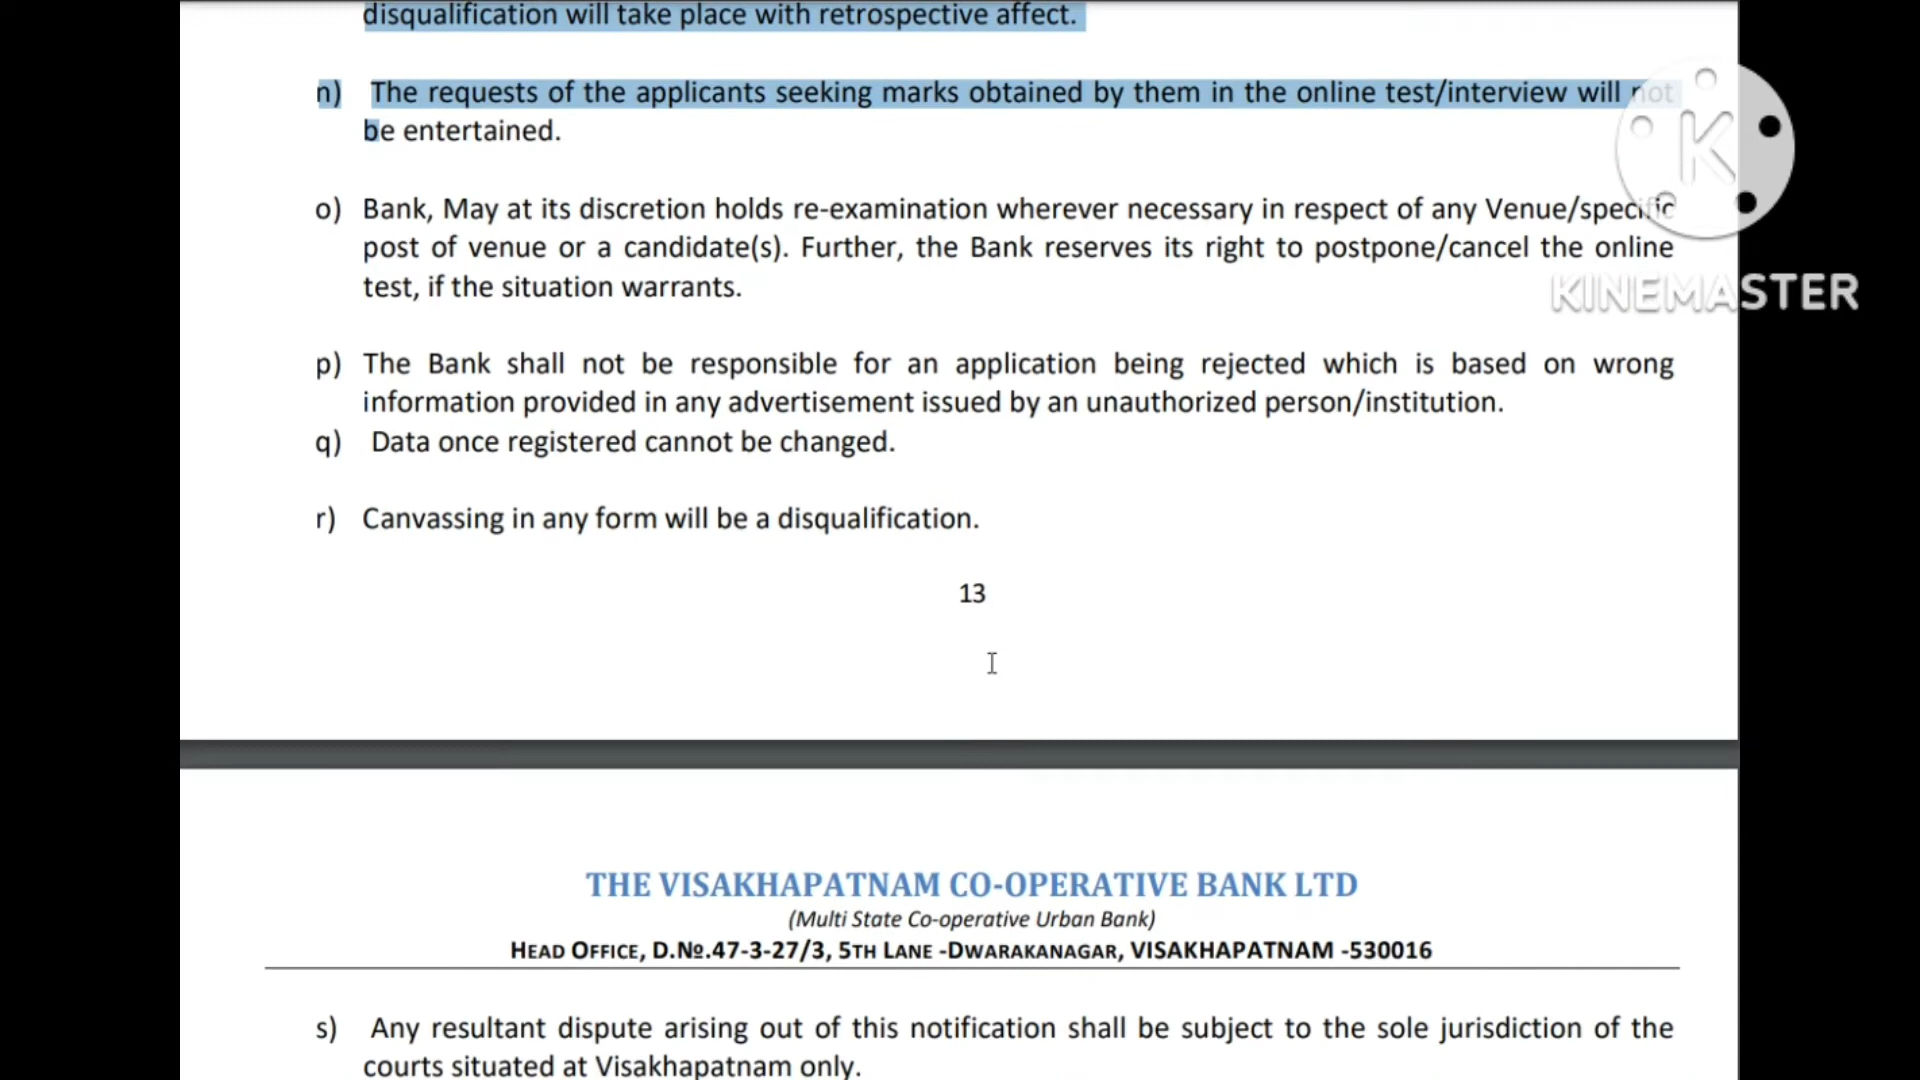 disqualification will take place with retrospective affect.
n) The requests of the applicants seeking marks obtained by them in the online test/interview will not
be entertained.
o) Bank, May at its discretion holds re-examination wherever necessary in respect of any Venue/specific
post of venue or a candidate(s). Further, the Bank reserves its right to postpone/cancel the online
test, if the situation warrants.
p) The Bank shall not be responsible for an application being rejected which is based on wrong
information provided in any advertisement issued by an unauthorized person/institution.
q) Data once registered cannot be changed.
r) Canvassing in any form will be a disqualification.
13
THE VISAKHAPATNAM CO-OPERATIVE BANK LTD
(Multi State Co-operative Urban Bank)
HEAD OFFICE, D.№.47-3-27/3, 5TH LANE -DWARAKANAGAR, VISAKHAPATNAM -530016
s) Any resultant dispute arising out of this notification shall be subject to the sole jurisdiction of the
courts situated at Visakhapatnam only.
K
KINEMASTER